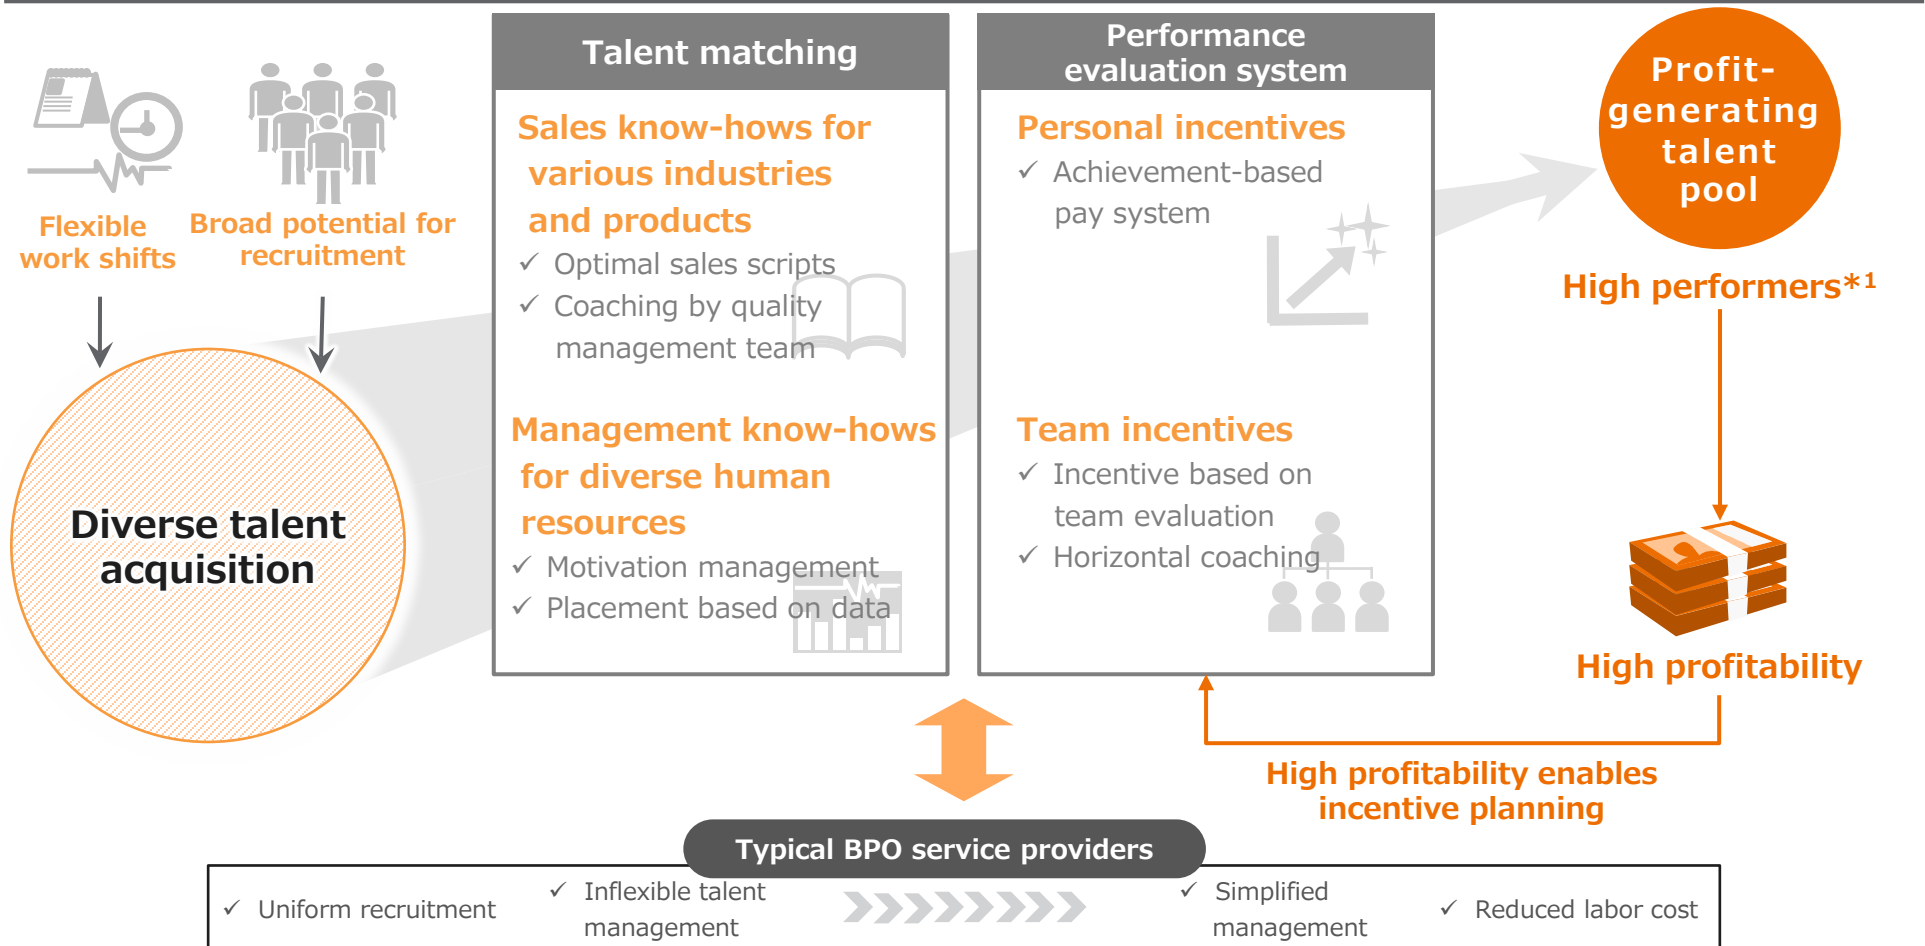 Flexible
work shifts
Broad potential for
recruitment
Diverse talent
acquisition
Talent matching
Sales know-hows for
various industries
and products
✓ Optimal sales scripts
✓ Coaching by quality
management team
Management know-hows
for diverse human
resources
✓ Motivation management
✓ Placement based on data
Performance
evaluation system
Personal incentives
✓ Achievement-based
pay system
Team incentives
✓ Incentive based on
team evaluation
✓ Horizontal coaching
Profit-
generating
talent
pool
High performers*1
High profitability
High profitability enables
incentive planning
Typical BPO service providers
✓ Uniform recruitment
✓ Inflexible talent
management
✓ Simplified
management
✓ Reduced labor cost